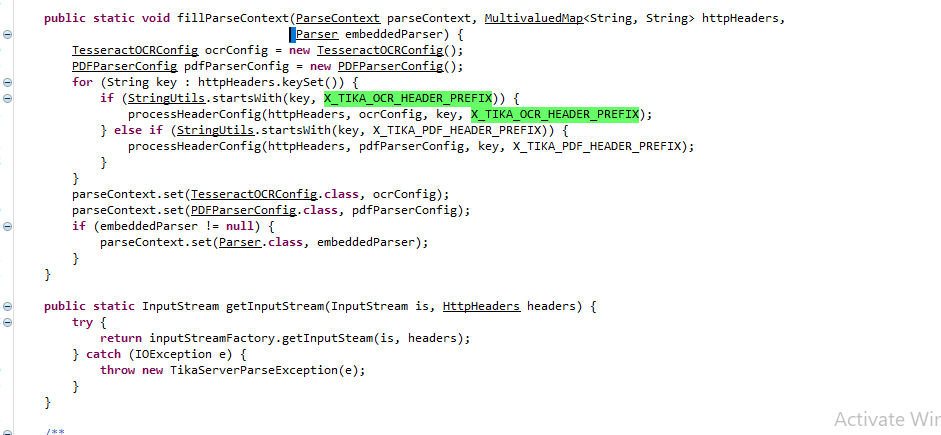 public static void fillParseContext(ParseContext parseContext, MultivaluedMap<String, String> httpHeaders,
Parser embeddedParser) {
TesseractOCRConfig ocrConfig = new TesseractOCRConfig();
PDFParserConfig pdfParserConfig = new PDFParserConfig();
for (String key : httpHeaders.keySet()) {
if (StringUtils.startsWith(key, X_TIKA_OCR_HEADER_PREFIX)) {
processHeaderConfig(httpHeaders, ocrConfig, key, X_TIKA_OCR_HEADER_PREFIX);
} else if (StringUtils.startsWith(key, X_TIKA_PDF_HEADER_PREFIX)) {
processHeaderConfig(httpHeaders, pdfParserConfig, key, X_TIKA_PDF_HEADER_PREFIX);
}
}
parseContext.set(TesseractOCRConfig.class, ocrConfig);
parseContext.set(PDFParserConfig.class, pdfParserConfig);
if (embeddedParser != null) {
parseContext.set(Parser.class, embeddedParser);
}
}
public static InputStream getInputStream(InputStream is, HttpHeaders headers) {
try {
return inputStreamFactory.getInputSteam(is, headers);
} catch (IOException e) {
throw new TikaServerParseException(e);
}
}
/**
Activate Wir